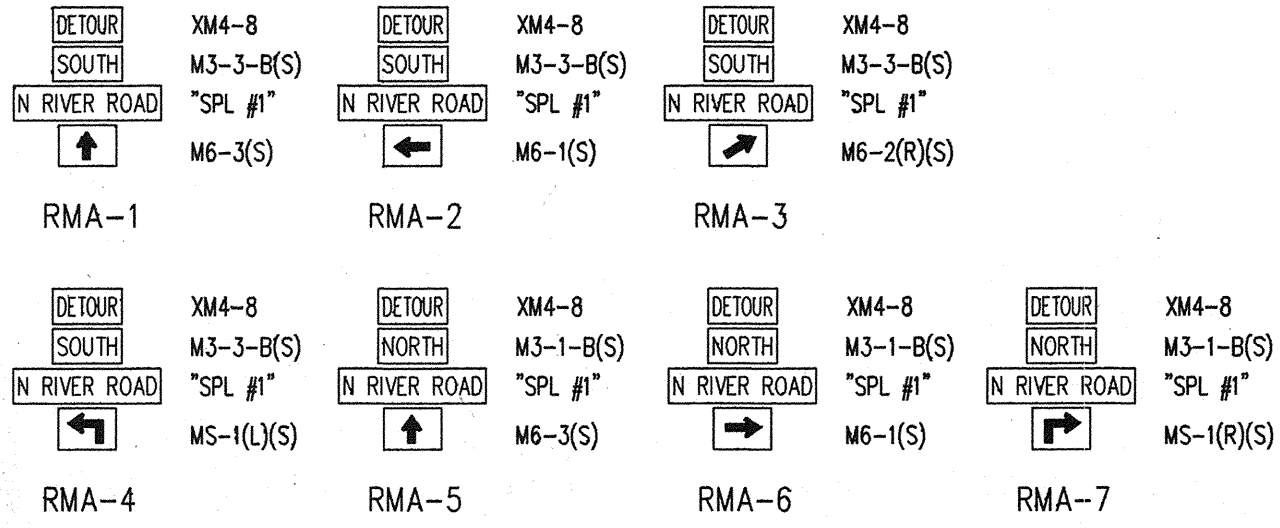 DETOUR XM4-8 DETOUR XM4-8 DETOUR XM4-8
SOUTH M3-3-B(S) SOUTH M3-3-B(S) SOUTH M3-3-B(S)
N RIVER ROAD "SPL #1" N RIVER ROAD "SPL #1" N RIVER ROAD "SPL #1"
M6-3(S) M6-1(S) M6-2(R)(S)
RMA-1 RMA-2 RMA-3
DETOUR XM4-8 DETOUR XM4-8 DETOUR XM4-8 DETOUR XM4-8
SOUTH M3-3-B(S) NORTH M3-1-B(S) NORTH M3-1-B(S) NORTH M3-1-B(S)
N RIVER ROAD "SPL #1" N RIVER ROAD "SPL #1" N RIVER ROAD "SPL #1" N RIVER ROAD "SPL #1"
MS-1(L)(S) M6-3(S) M6-1(S) MS-1(R)(S)
RMA-4 RMA-5 RMA-6 RMA-7